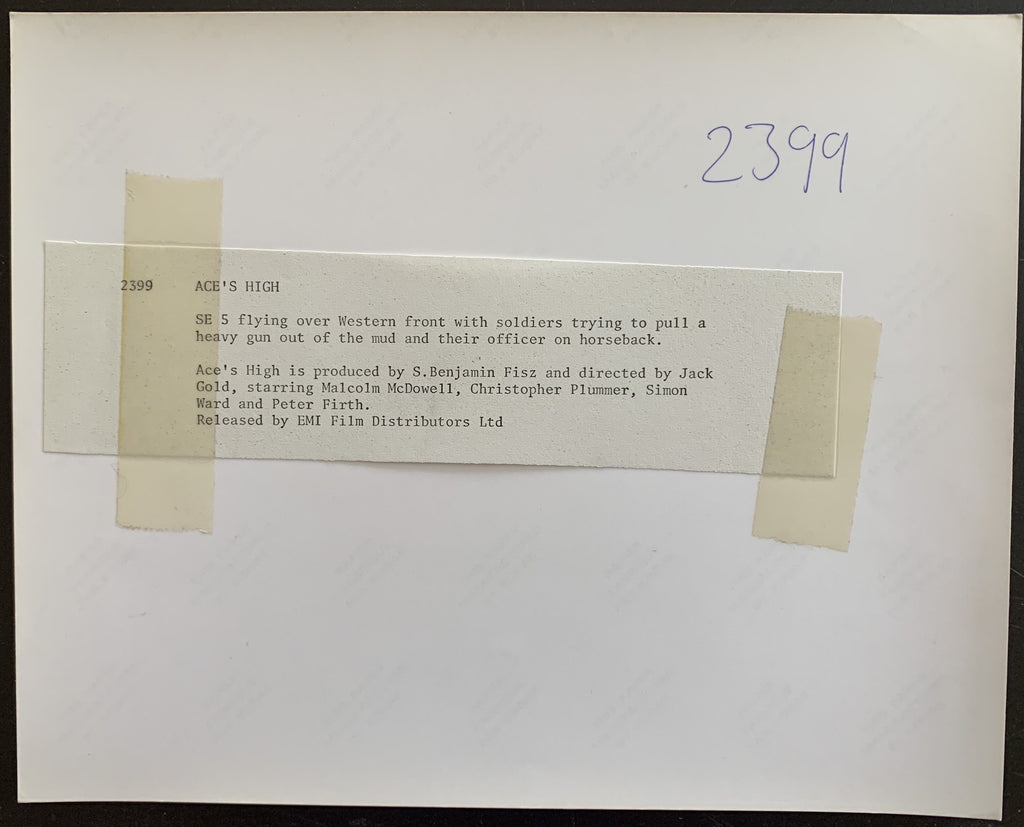 2399
2399 ACE'S HIGH
SE 5 flying over Western front with soldiers trying to pull a
heavy gun out of the mud and their officer on horseback.
Ace's High is produced by S.Benjamin Fisz and directed by Jack
Gold, starring Malcolm McDowell, Christopher Plummer, Simon
Ward and Peter Firth.
Released by EMI Film Distributors Ltd